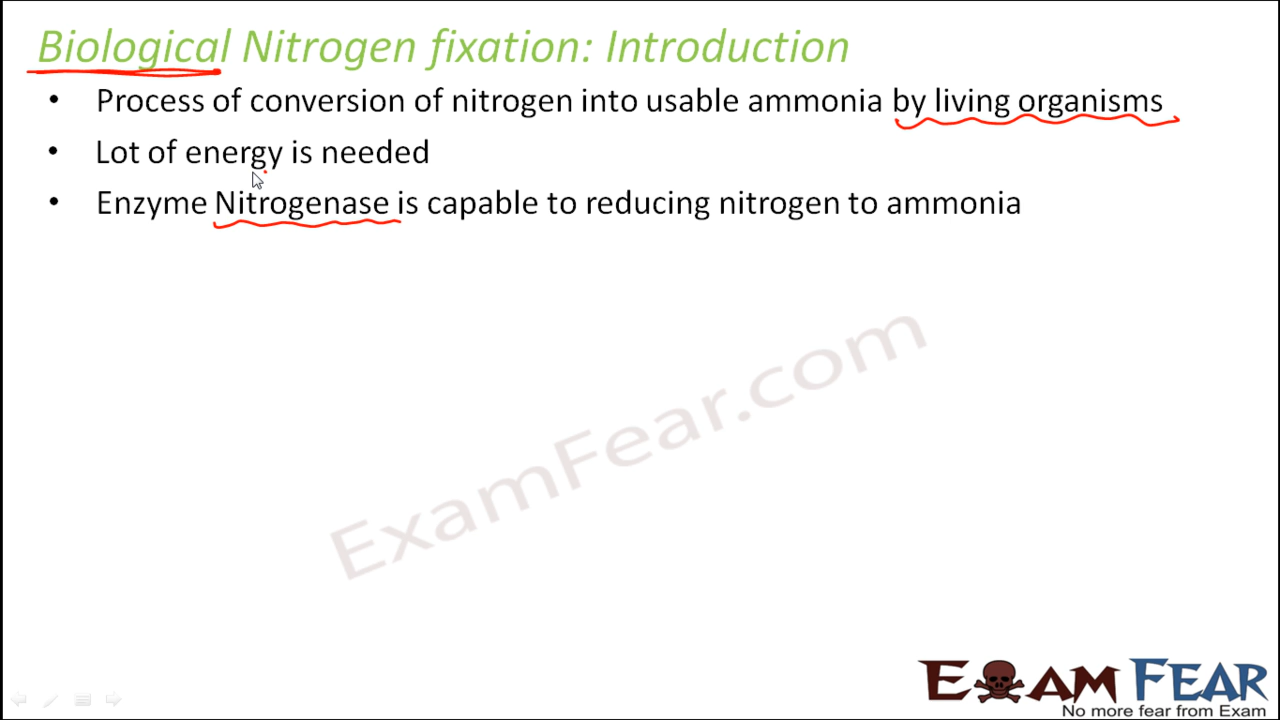 Biological Nitrogen fixation: Introduction
• Process of conversion of nitrogen into usable ammonia by living organisms
• Lot of energy is needed
• Enzyme Nitrogenase is capable to reducing nitrogen to ammonia
ExamFear.com
EXAM FEAR
No more fear from Exam